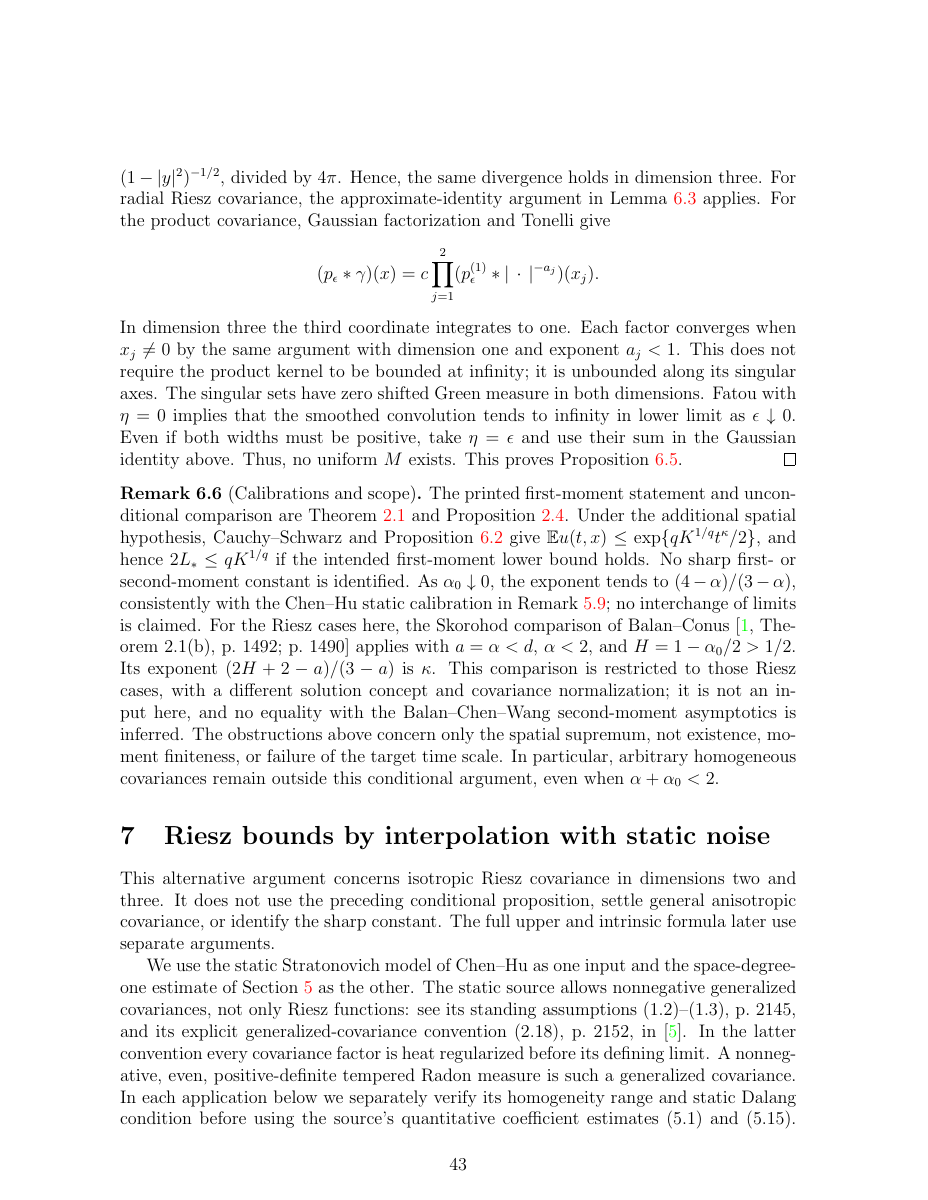 (1 − |y|²)⁻¹/², divided by 4π. Hence, the same divergence holds in dimension three. For
radial Riesz covariance, the approximate-identity argument in Lemma 6.3 applies. For
the product covariance, Gaussian factorization and Tonelli give
(p_ϵ ∗ γ)(x) = c ∏_{j=1}^{2} (p_ϵ^{(1)} ∗ | · |^{−a_j})(x_j).
In dimension three the third coordinate integrates to one. Each factor converges when
x_j ≠ 0 by the same argument with dimension one and exponent a_j < 1. This does not
require the product kernel to be bounded at infinity; it is unbounded along its singular
axes. The singular sets have zero shifted Green measure in both dimensions. Fatou with
η = 0 implies that the smoothed convolution tends to infinity in lower limit as ϵ ↓ 0.
Even if both widths must be positive, take η = ϵ and use their sum in the Gaussian
identity above. Thus, no uniform M exists. This proves Proposition 6.5. □
Remark 6.6 (Calibrations and scope). The printed first-moment statement and uncon-
ditional comparison are Theorem 2.1 and Proposition 2.4. Under the additional spatial
hypothesis, Cauchy–Schwarz and Proposition 6.2 give 𝔼u(t, x) ≤ exp{qK^{1/q}t^κ/2}, and
hence 2L_∗ ≤ qK^{1/q} if the intended first-moment lower bound holds. No sharp first- or
second-moment constant is identified. As α₀ ↓ 0, the exponent tends to (4 − α)/(3 − α),
consistently with the Chen–Hu static calibration in Remark 5.9; no interchange of limits
is claimed. For the Riesz cases here, the Skorohod comparison of Balan–Conus [1, The-
orem 2.1(b), p. 1492; p. 1490] applies with a = α < d, α < 2, and H = 1 − α₀/2 > 1/2.
Its exponent (2H + 2 − a)/(3 − a) is κ. This comparison is restricted to those Riesz
cases, with a different solution concept and covariance normalization; it is not an in-
put here, and no equality with the Balan–Chen–Wang second-moment asymptotics is
inferred. The obstructions above concern only the spatial supremum, not existence, mo-
ment finiteness, or failure of the target time scale. In particular, arbitrary homogeneous
covariances remain outside this conditional argument, even when α + α₀ < 2.
7 Riesz bounds by interpolation with static noise
This alternative argument concerns isotropic Riesz covariance in dimensions two and
three. It does not use the preceding conditional proposition, settle general anisotropic
covariance, or identify the sharp constant. The full upper and intrinsic formula later use
separate arguments.
We use the static Stratonovich model of Chen–Hu as one input and the space-degree-
one estimate of Section 5 as the other. The static source allows nonnegative generalized
covariances, not only Riesz functions: see its standing assumptions (1.2)–(1.3), p. 2145,
and its explicit generalized-covariance convention (2.18), p. 2152, in [5]. In the latter
convention every covariance factor is heat regularized before its defining limit. A nonneg-
ative, even, positive-definite tempered Radon measure is such a generalized covariance.
In each application below we separately verify its homogeneity range and static Dalang
condition before using the source's quantitative coefficient estimates (5.1) and (5.15).
43